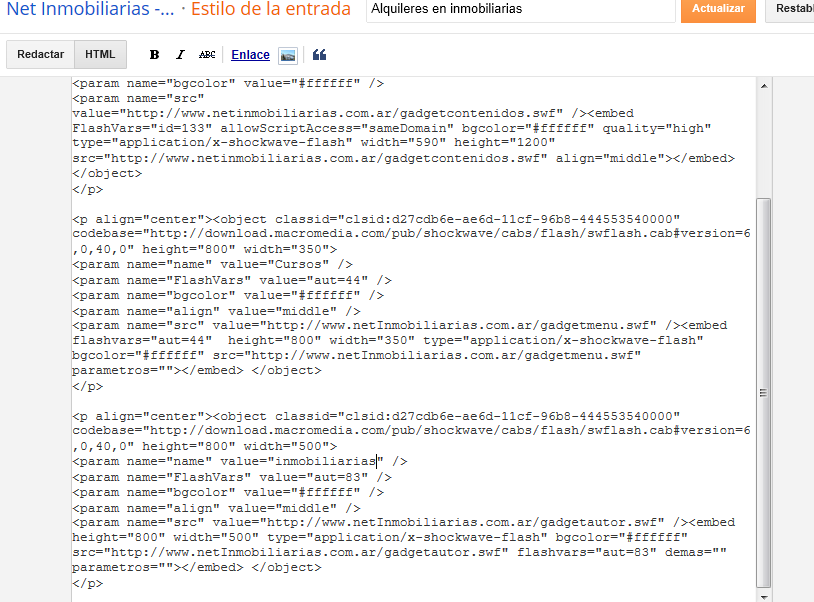 Net Inmobiliarias -... · Estilo de la entrada Alquileres en inmobiliarias Actualizar Restabl
Redactar HTML B I ABC Enlace
<param name="bgcolor" value="#ffffff" />
<param name="src"
value="http://www.netinmobiliarias.com.ar/gadgetcontenidos.swf" /><embed
FlashVars="id=133" allowScriptAccess="sameDomain" bgcolor="#ffffff" quality="high"
type="application/x-shockwave-flash" width="590" height="1200"
src="http://www.netinmobiliarias.com.ar/gadgetcontenidos.swf" align="middle"></embed>
</object>
</p>
<p align="center"><object classid="clsid:d27cdb6e-ae6d-11cf-96b8-444553540000"
codebase="http://download.macromedia.com/pub/shockwave/cabs/flash/swflash.cab#version=6
,0,40,0" height="800" width="350">
<param name="name" value="Cursos" />
<param name="FlashVars" value="aut=44" />
<param name="bgcolor" value="#ffffff" />
<param name="align" value="middle" />
<param name="src" value="http://www.netInmobiliarias.com.ar/gadgetmenu.swf" /><embed
flashvars="aut=44"  height="800" width="350" type="application/x-shockwave-flash"
bgcolor="#ffffff" src="http://www.netInmobiliarias.com.ar/gadgetmenu.swf"
parametros=""></embed> </object>
</p>
<p align="center"><object classid="clsid:d27cdb6e-ae6d-11cf-96b8-444553540000"
codebase="http://download.macromedia.com/pub/shockwave/cabs/flash/swflash.cab#version=6
,0,40,0" height="800" width="500">
<param name="name" value="inmobiliarias" />
<param name="FlashVars" value="aut=83" />
<param name="bgcolor" value="#ffffff" />
<param name="align" value="middle" />
<param name="src" value="http://www.netInmobiliarias.com.ar/gadgetautor.swf" /><embed
height="800" width="500" type="application/x-shockwave-flash" bgcolor="#ffffff"
src="http://www.netInmobiliarias.com.ar/gadgetautor.swf" flashvars="aut=83" demas=""
parametros=""></embed> </object>
</p>